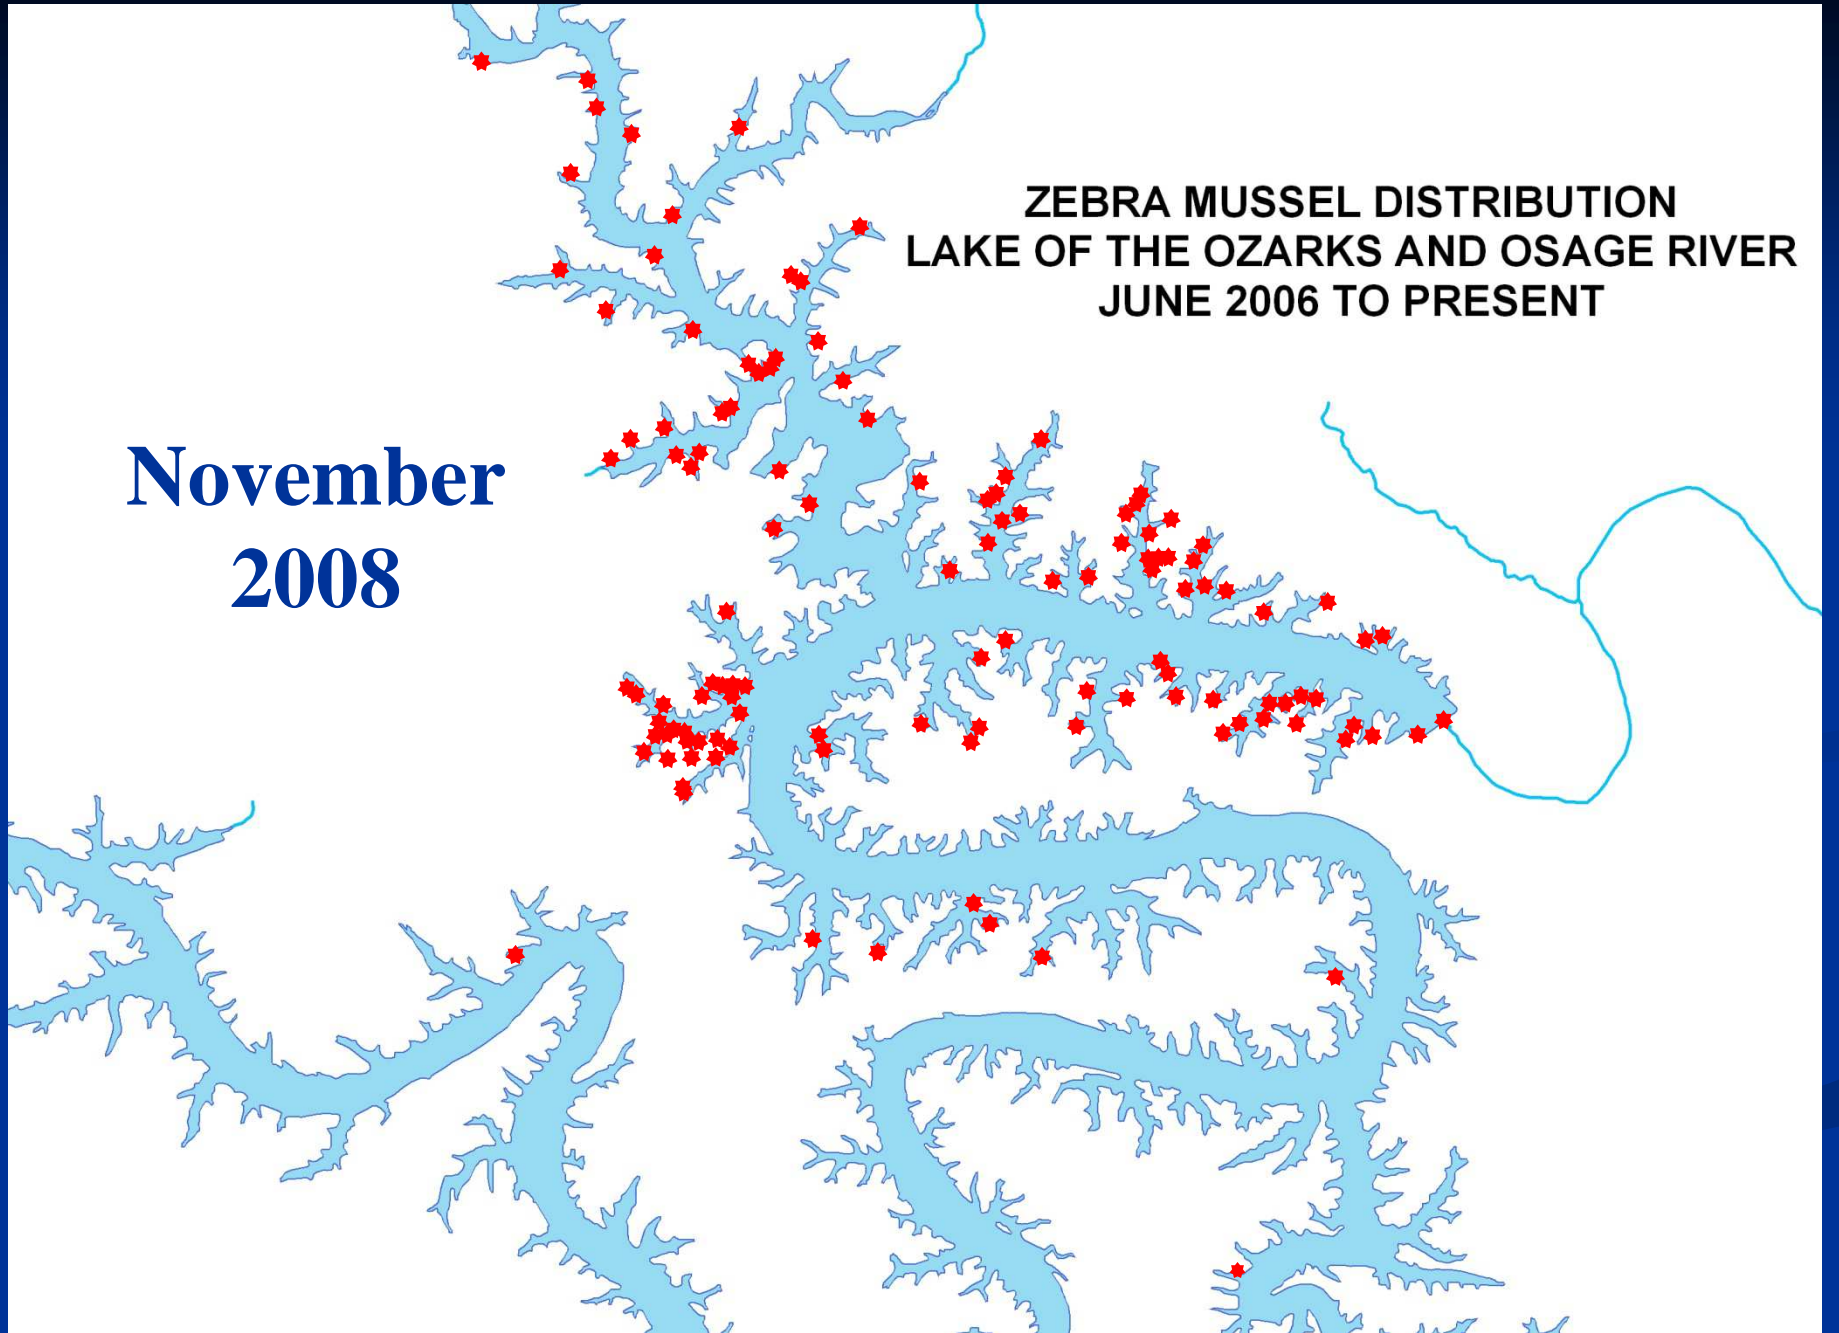 ZEBRA MUSSEL DISTRIBUTION
LAKE OF THE OZARKS AND OSAGE RIVER
JUNE 2006 TO PRESENT
November
2008